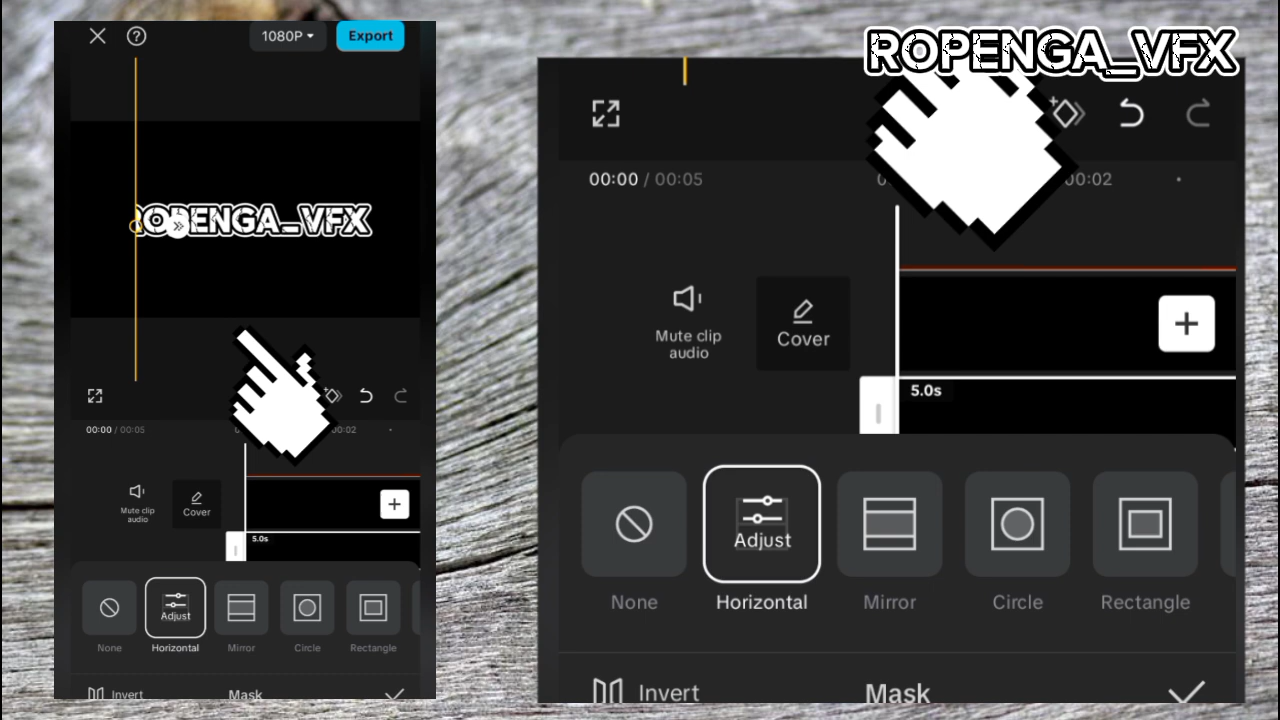 1080P
Export
ROPENGA_VFX
00:00 / 00:05
00:02
Mute clip
audio
Cover
5.0s
Adjust
None
Horizontal
Mirror
Circle
Rectangle
Invert
Mask
ROPENGA_VFX
00:00 / 00:05
00:02
Mute clip
audio
Cover
5.0s
Adjust
None
Horizontal
Mirror
Circle
Rectangle
Invert
Mask